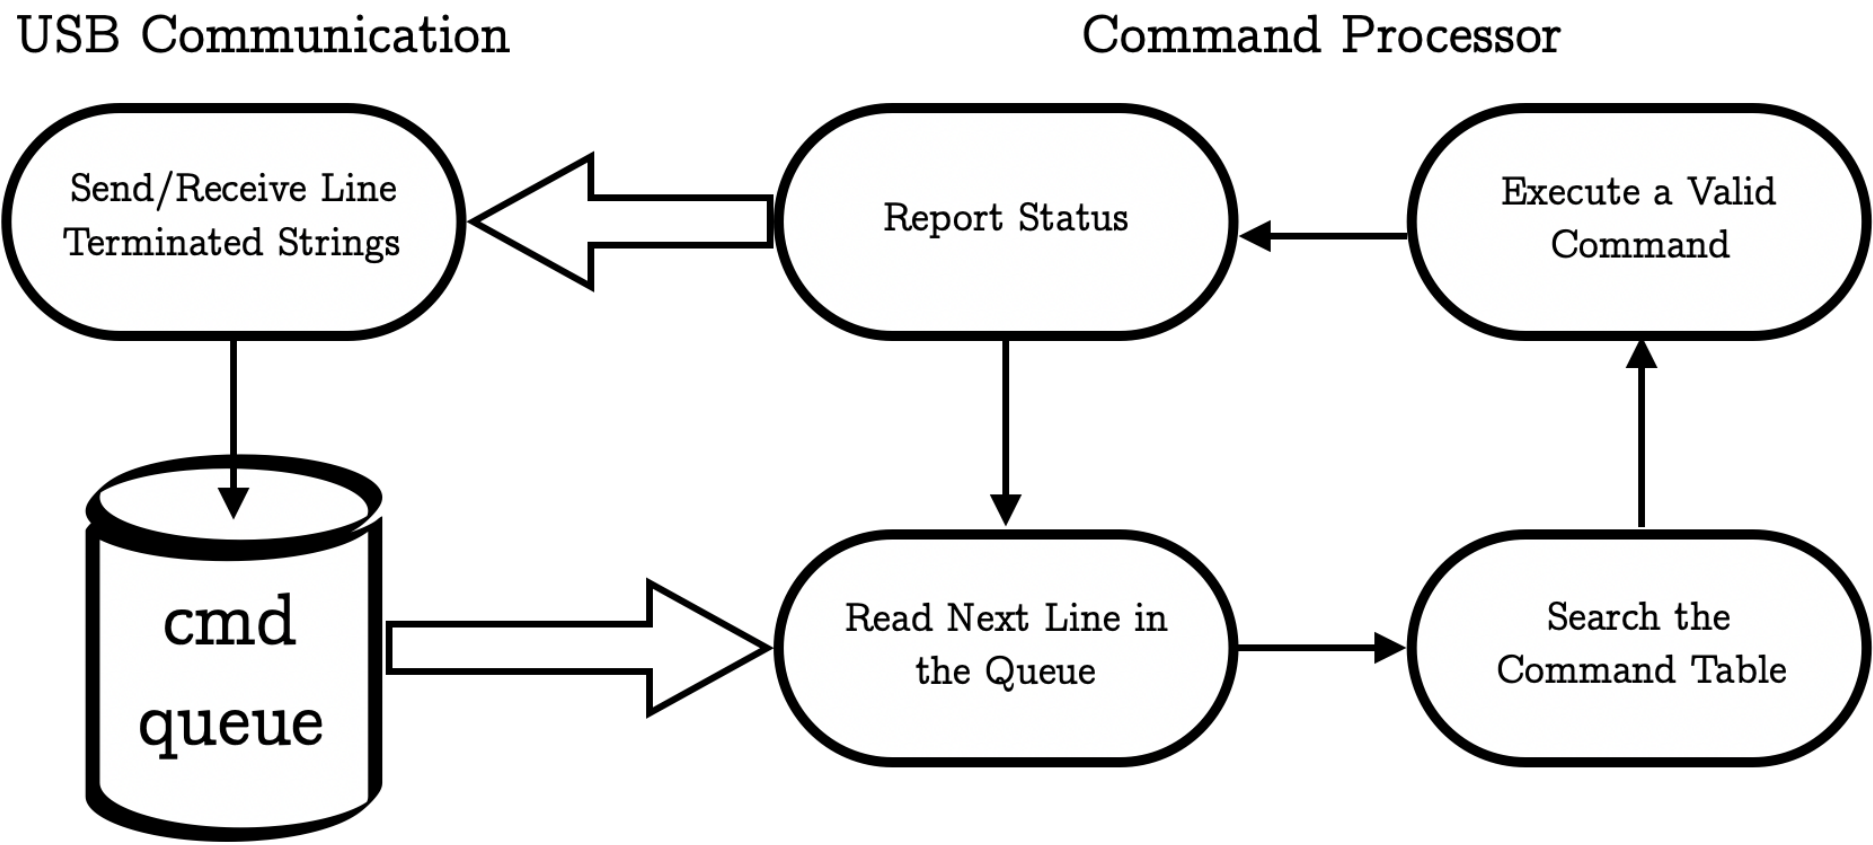 USB Communication
Command Processor
Send/Receive Line
Terminated Strings
Report Status
Execute a Valid
Command
cmd
queue
Read Next Line in
the Queue
Search the
Command Table